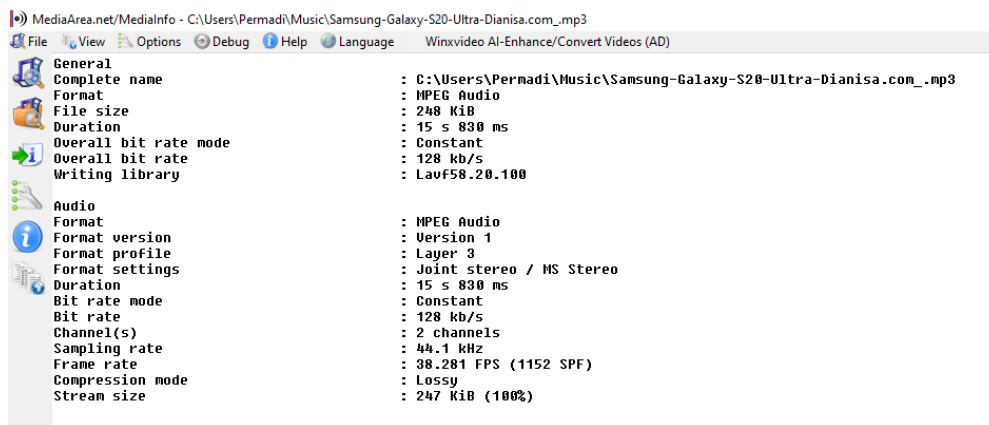 MediaArea.net/MediaInfo - C:\Users\Permadi\Music\Samsung-Galaxy-S20-Ultra-Dianisa.com_.mp3
File View Options Debug Help Language Winxvideo AI-Enhance/Convert Videos (AD)
General
Complete name : C:\Users\Permadi\Music\Samsung-Galaxy-S20-Ultra-Dianisa.com_.mp3
Format : MPEG Audio
File size : 248 KiB
Duration : 15 s 830 ms
Overall bit rate mode : Constant
Overall bit rate : 128 kb/s
Writing library : Lavf58.20.100
Audio
Format : MPEG Audio
Format version : Version 1
Format profile : Layer 3
Format settings : Joint stereo / MS Stereo
Duration : 15 s 830 ms
Bit rate mode : Constant
Bit rate : 128 kb/s
Channel(s) : 2 channels
Sampling rate : 44.1 kHz
Frame rate : 38.281 FPS (1152 SPF)
Compression mode : Lossy
Stream size : 247 KiB (100%)